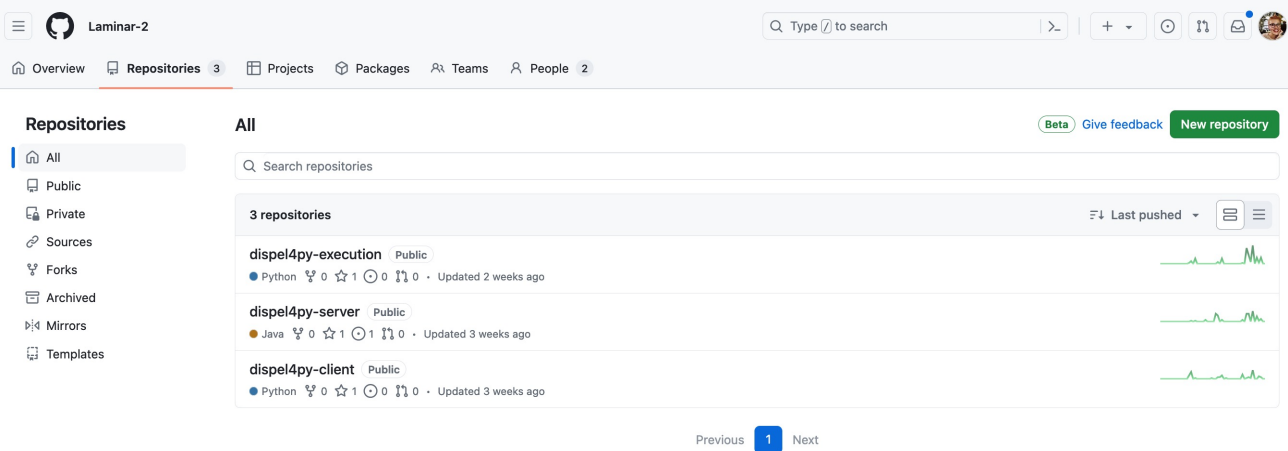 Laminar-2
Type / to search
Overview
Repositories 3
Projects
Packages
Teams
People 2
Repositories
All
Public
Private
Sources
Forks
Archived
Mirrors
Templates
All
Beta Give feedback New repository
Search repositories
3 repositories
Last pushed
dispel4py-execution Public
Python 0 1 0 0 · Updated 2 weeks ago
dispel4py-server Public
Java 0 1 1 0 · Updated 3 weeks ago
dispel4py-client Public
Python 0 1 0 0 · Updated 3 weeks ago
Previous 1 Next